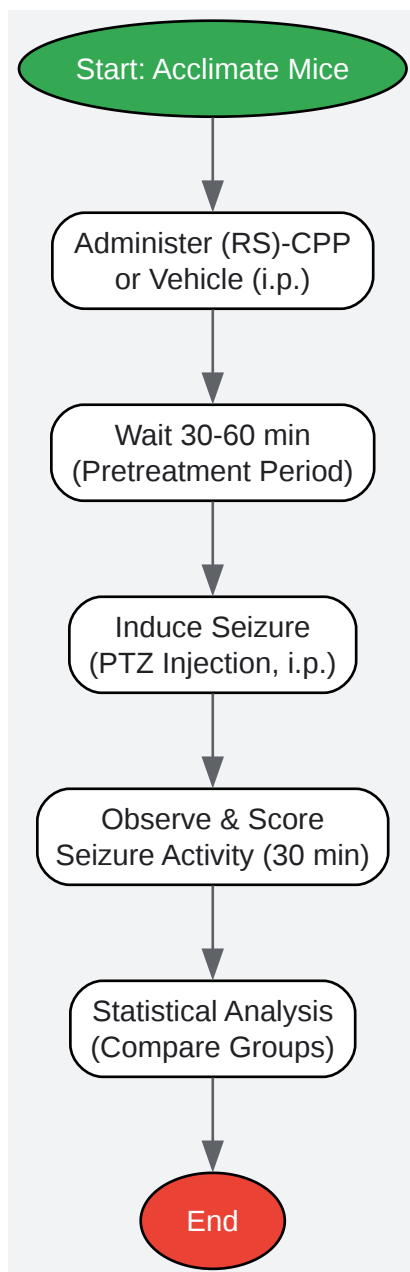 Start: Acclimate Mice
Administer (RS)-CPP
or Vehicle (i.p.)
Wait 30-60 min
(Pretreatment Period)
Induce Seizure
(PTZ Injection, i.p.)
Observe & Score
Seizure Activity (30 min)
Statistical Analysis
(Compare Groups)
End